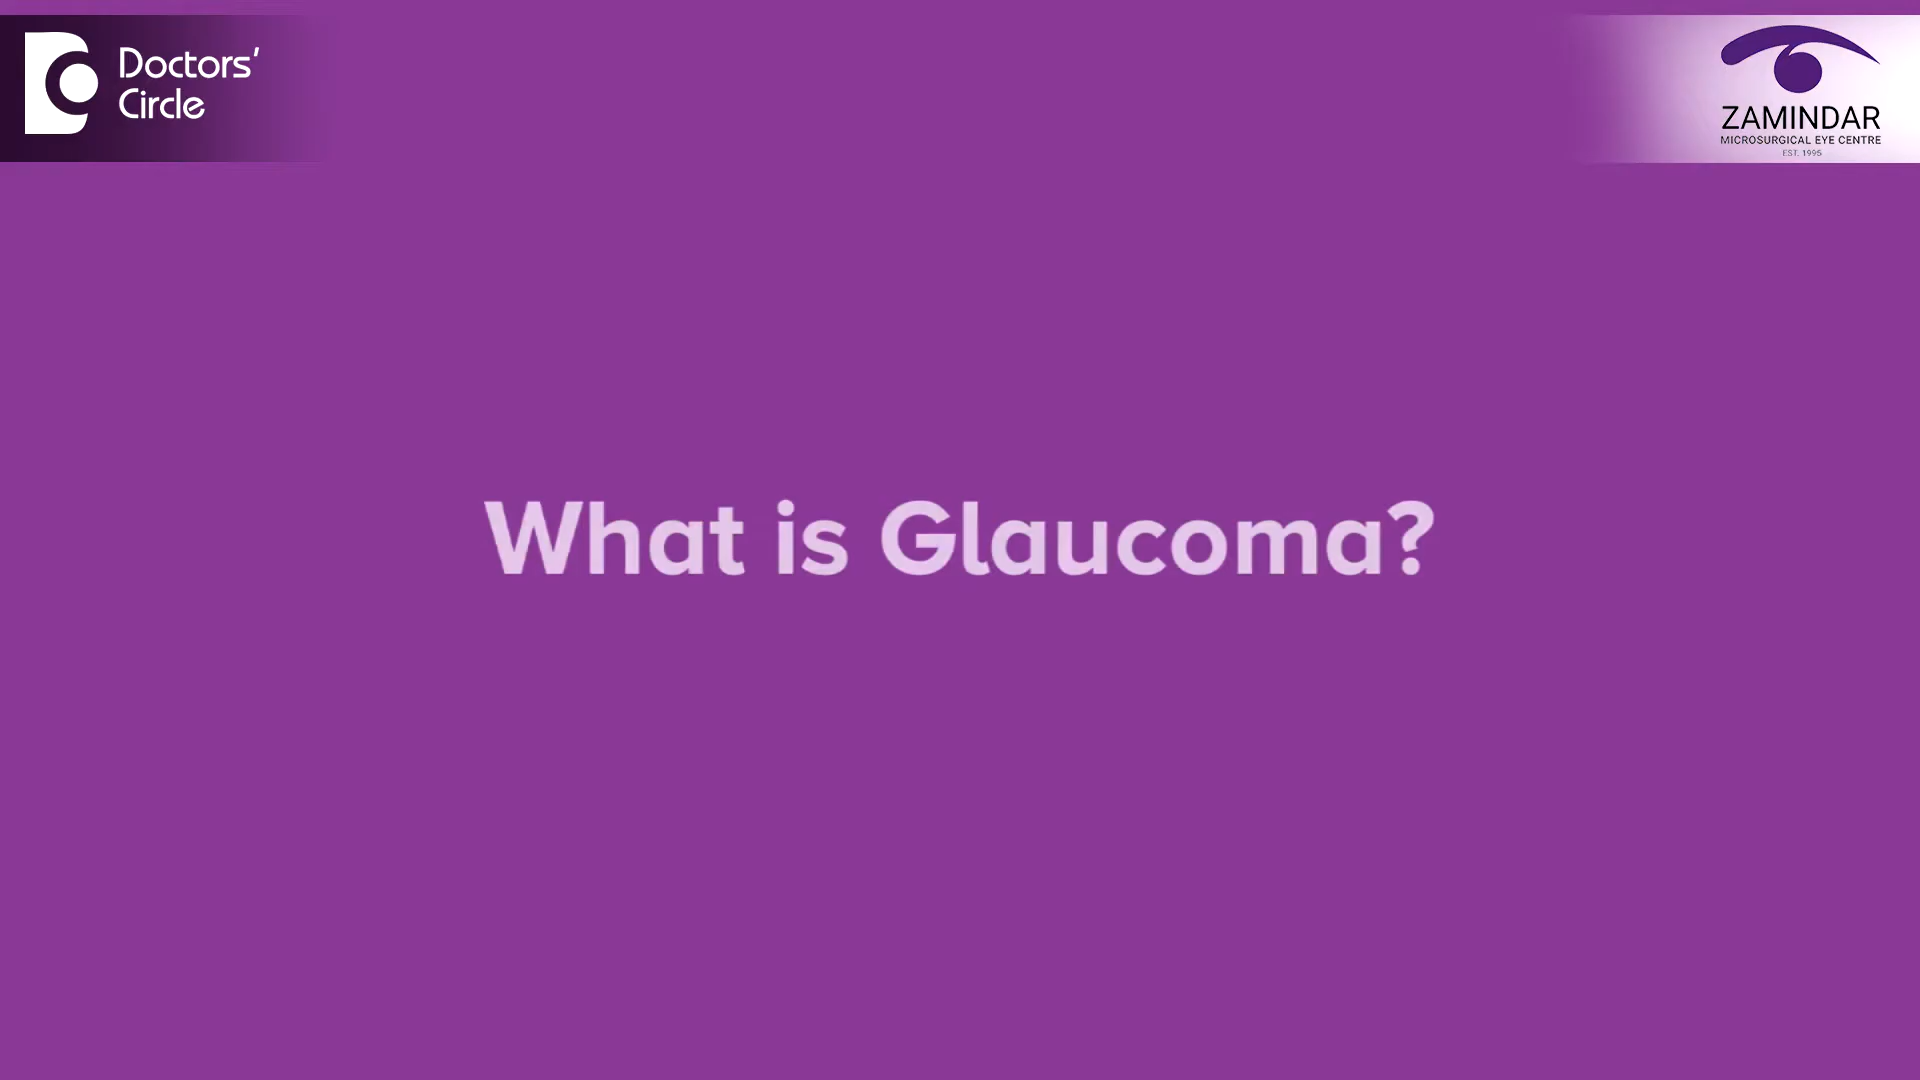 Doctors'
Circle
ZAMINDAR
MICROSURGICAL EYE CENTRE
EST. 1995
What is Glaucoma?